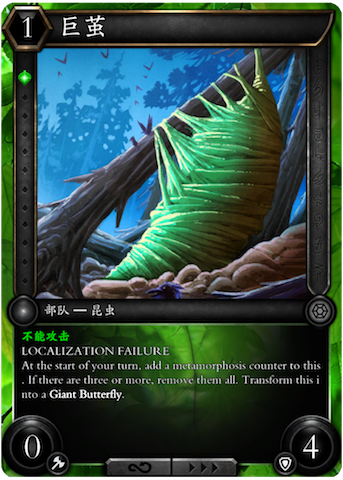 1 巨茧
部队 — 昆虫
不能攻击
LOCALIZATION FAILURE
At the start of your turn, add a metamorphosis counter to this
. If there are three or more, remove them all. Transform this i
nto a Giant Butterfly.
0 4